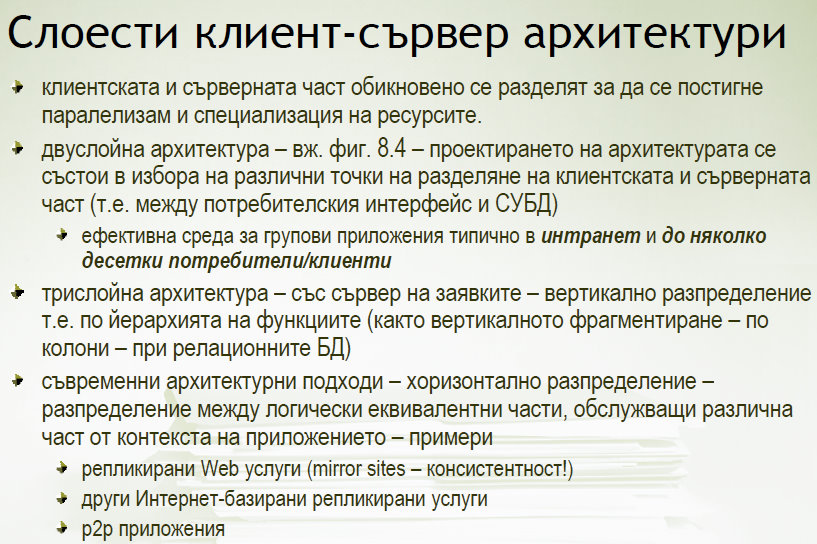 Слоести клиент-сървер архитектури
клиентската и сърверната част обикновено се разделят за да се постигне
паралелизам и специализация на ресурсите.
двуслойна архитектура – вж. фиг. 8.4 – проектирането на архитектурата се
състои в избора на различни точки на разделяне на клиентската и сърверната
част (т.е. между потребителския интерфейс и СУБД)
ефективна среда за групови приложения типично в интранет и до няколко
десетки потребители/клиенти
трислойна архитектура – със сървер на заявките – вертикално разпределение
т.е. по йерархията на функциите (както вертикалното фрагментиране – по
колони – при релационните БД)
съвременни архитектурни подходи – хоризонтално разпределение –
разпределение между логически еквивалентни части, обслужващи различна
част от контекста на приложението – примери
репликирани Web услуги (mirror sites – консистентност!)
други Интернет-базирани репликирани услуги
p2p приложения